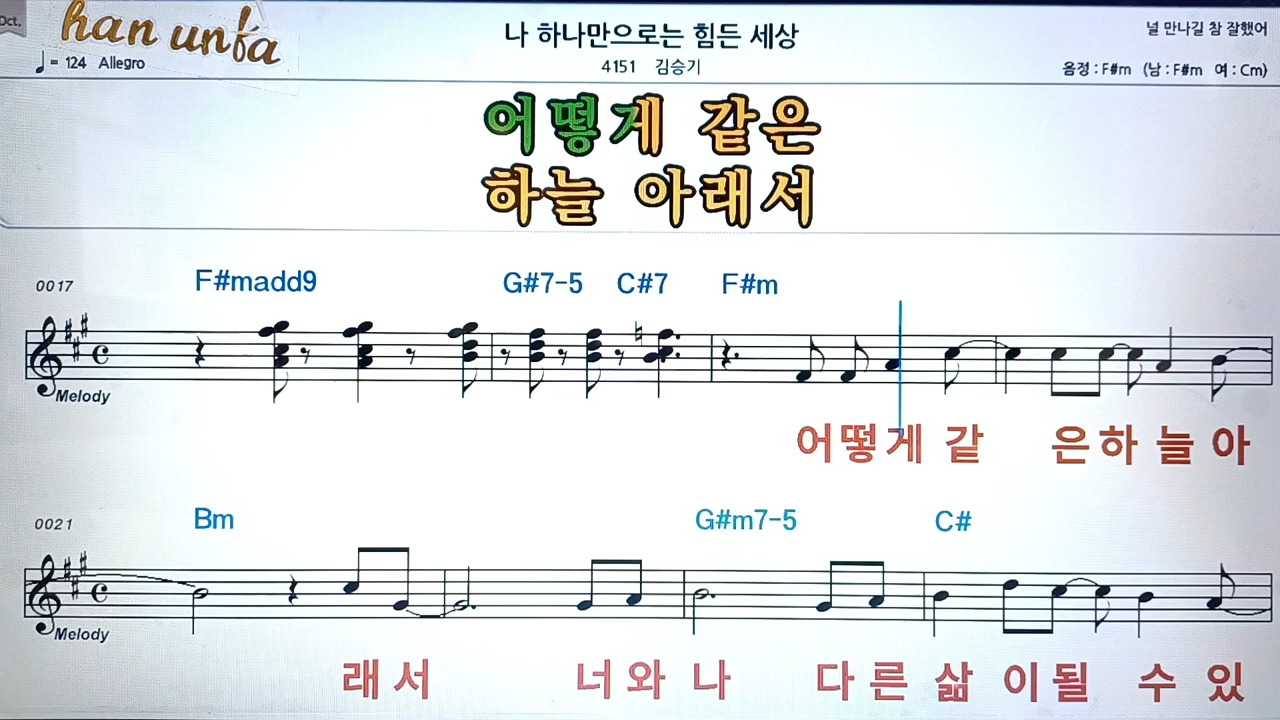 Oct.
han unfa
♩= 124 Allegro
나 하나만으로는 힘든 세상
4151 김승기
널 만나길 참 잘했어
음정 : F#m (남 : F#m 여 : Cm)
어떻게 같은
하늘 아래서
0017
F#madd9 G#7-5 C#7 F#m
Melody
어떻게 같 은하 늘 아
0021
Bm G#m7-5 C#
Melody
래서 너와 나 다른 삶 이될 수 있